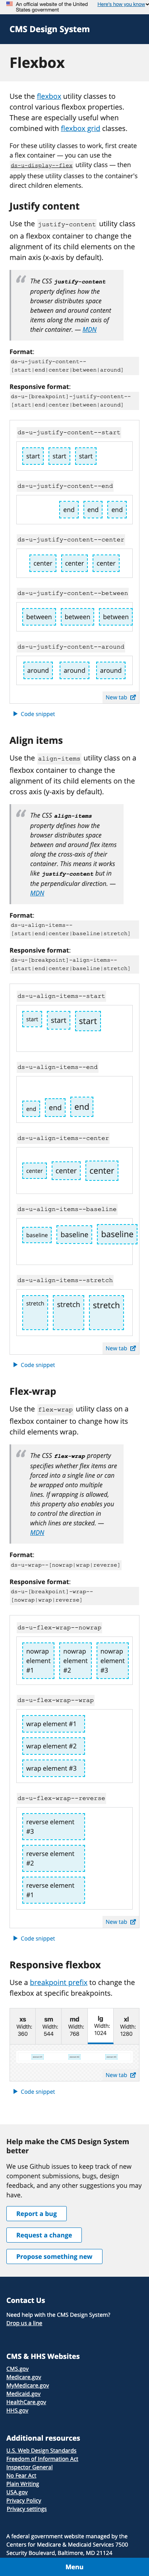 An official website of the United
States government
Here's how you know
CMS Design System
Flexbox
Use the flexbox utility classes to
control various flexbox properties.
These are especially useful when
combined with flexbox grid classes.
For these utility classes to work, first create
a flex container — you can use the
ds-u-display--flex utility class — then
apply these utility classes to the container's
direct children elements.
Justify content
Use the justify-content utility class
on a flexbox container to change the
alignment of its child elements on the
main axis (x-axis by default).
The CSS justify-content
property defines how the
browser distributes space
between and around content
items along the main axis of
their container. — MDN
Format:
ds-u-justify-content--
[start|end|center|between|around]
Responsive format:
ds-u-[breakpoint]-justify-content--
[start|end|center|between|around]
ds-u-justify-content--start
start start start
ds-u-justify-content--end
end end end
ds-u-justify-content--center
center center center
ds-u-justify-content--between
between between between
ds-u-justify-content--around
around around around
New tab
Code snippet
Align items
Use the align-items utility class on a
flexbox container to change the
alignment of its child elements on the
cross axis (y-axis by default).
The CSS align-items
property defines how the
browser distributes space
between and around flex items
along the cross-axis of their
container. This means it works
like justify-content but in
the perpendicular direction. —
MDN
Format:
ds-u-align-items--
[start|end|center|baseline|stretch]
Responsive format:
ds-u-[breakpoint]-align-items--
[start|end|center|baseline|stretch]
ds-u-align-items--start
start start start
ds-u-align-items--end
end end end
ds-u-align-items--center
center center center
ds-u-align-items--baseline
baseline baseline baseline
ds-u-align-items--stretch
stretch stretch stretch
New tab
Code snippet
Flex-wrap
Use the flex-wrap utility class on a
flexbox container to change how its
child elements wrap.
The CSS flex-wrap property
specifies whether flex items are
forced into a single line or can
be wrapped onto multiple
lines. If wrapping is allowed,
this property also enables you
to control the direction in
which lines are stacked. —
MDN
Format:
ds-u-wrap--[nowrap|wrap|reverse]
Responsive format:
ds-u-[breakpoint]-wrap--
[nowrap|wrap|reverse]
ds-u-flex-wrap--nowrap
nowrap element #1
nowrap element #2
nowrap element #3
ds-u-flex-wrap--wrap
wrap element #1
wrap element #2
wrap element #3
ds-u-flex-wrap--reverse
reverse element #3
reverse element #2
reverse element #1
New tab
Code snippet
Responsive flexbox
Use a breakpoint prefix to change the
flexbox at specific breakpoints.
xs Width: 360
sm Width: 544
md Width: 768
lg Width: 1024
xl Width: 1280
New tab
Code snippet
Help make the CMS Design System
better
We use Github issues to keep track of new
component submissions, bugs, design
feedback, and any other suggestions you may
have.
Report a bug
Request a change
Propose something new
Contact Us
Need help with the CMS Design System?
Drop us a line
CMS & HHS Websites
CMS.gov
Medicare.gov
MyMedicare.gov
Medicaid.gov
HealthCare.gov
HHS.gov
Additional resources
U.S. Web Design Standards
Freedom of Information Act
Inspector General
No Fear Act
Plain Writing
USA.gov
Privacy Policy
Privacy settings
A federal government website managed by the
Centers for Medicare & Medicaid Services 7500
Security Boulevard, Baltimore, MD 21124
Menu